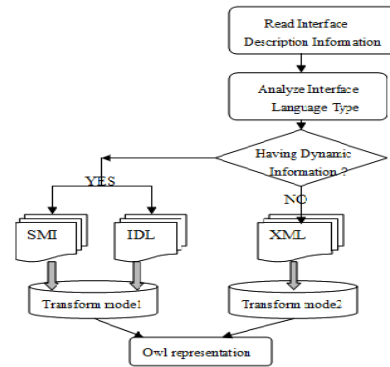 Read Interface
Description Information
Analyze Interface
Language Type
Having Dynamic
Information ?
YES
NO
SMI
IDL
XML
Transform mode1
Transform mode2
Owl representation